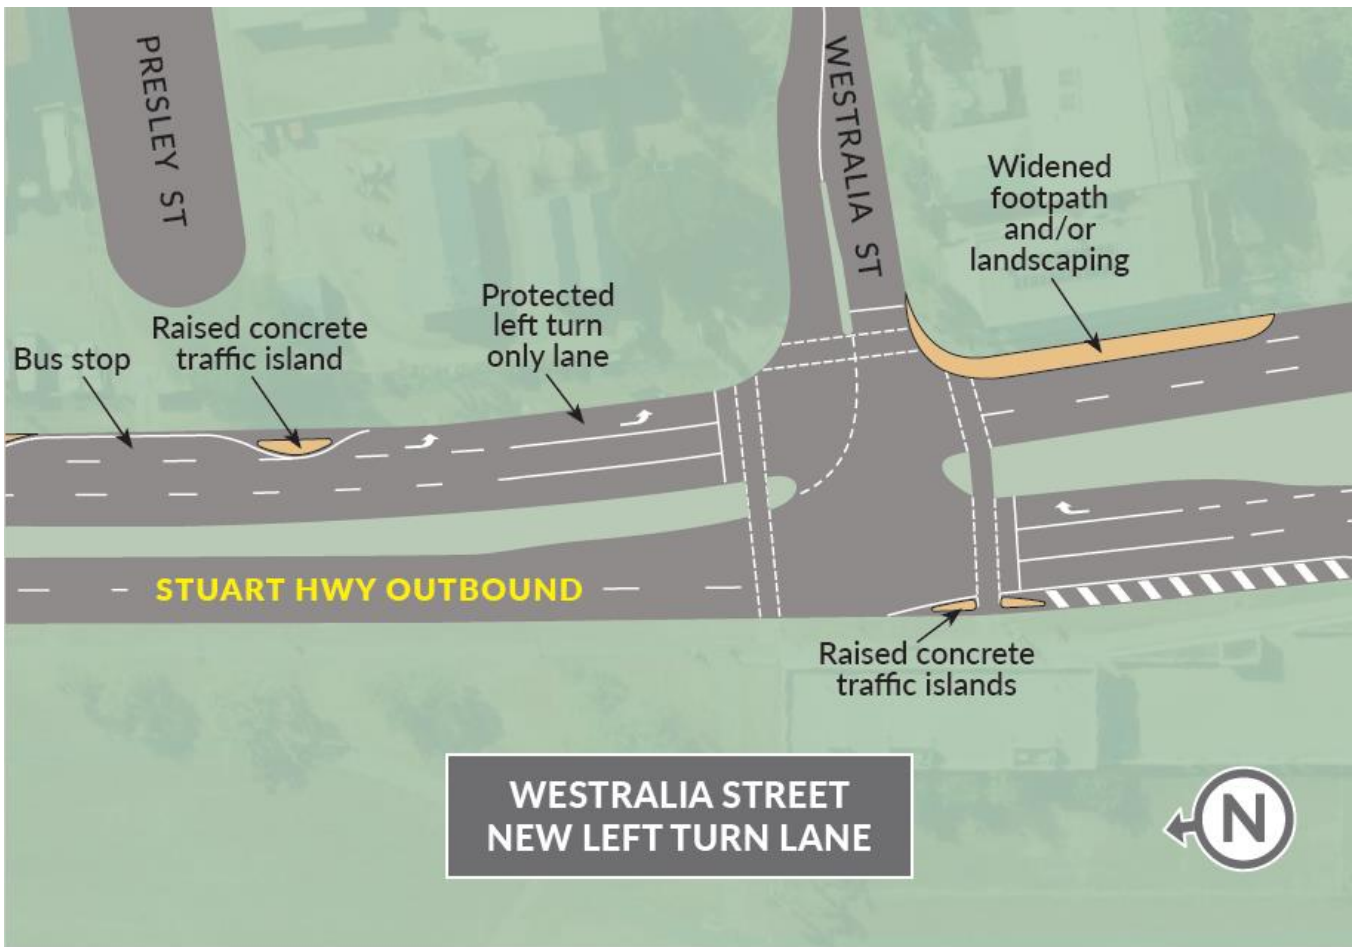 PRESLEY ST
WESTRALIA ST
Widened
footpath
and/or
landscaping
Protected
left turn
only lane
Raised concrete
traffic island
Bus stop
STUART HWY OUTBOUND
Raised concrete
traffic islands
WESTRALIA STREET
NEW LEFT TURN LANE
N